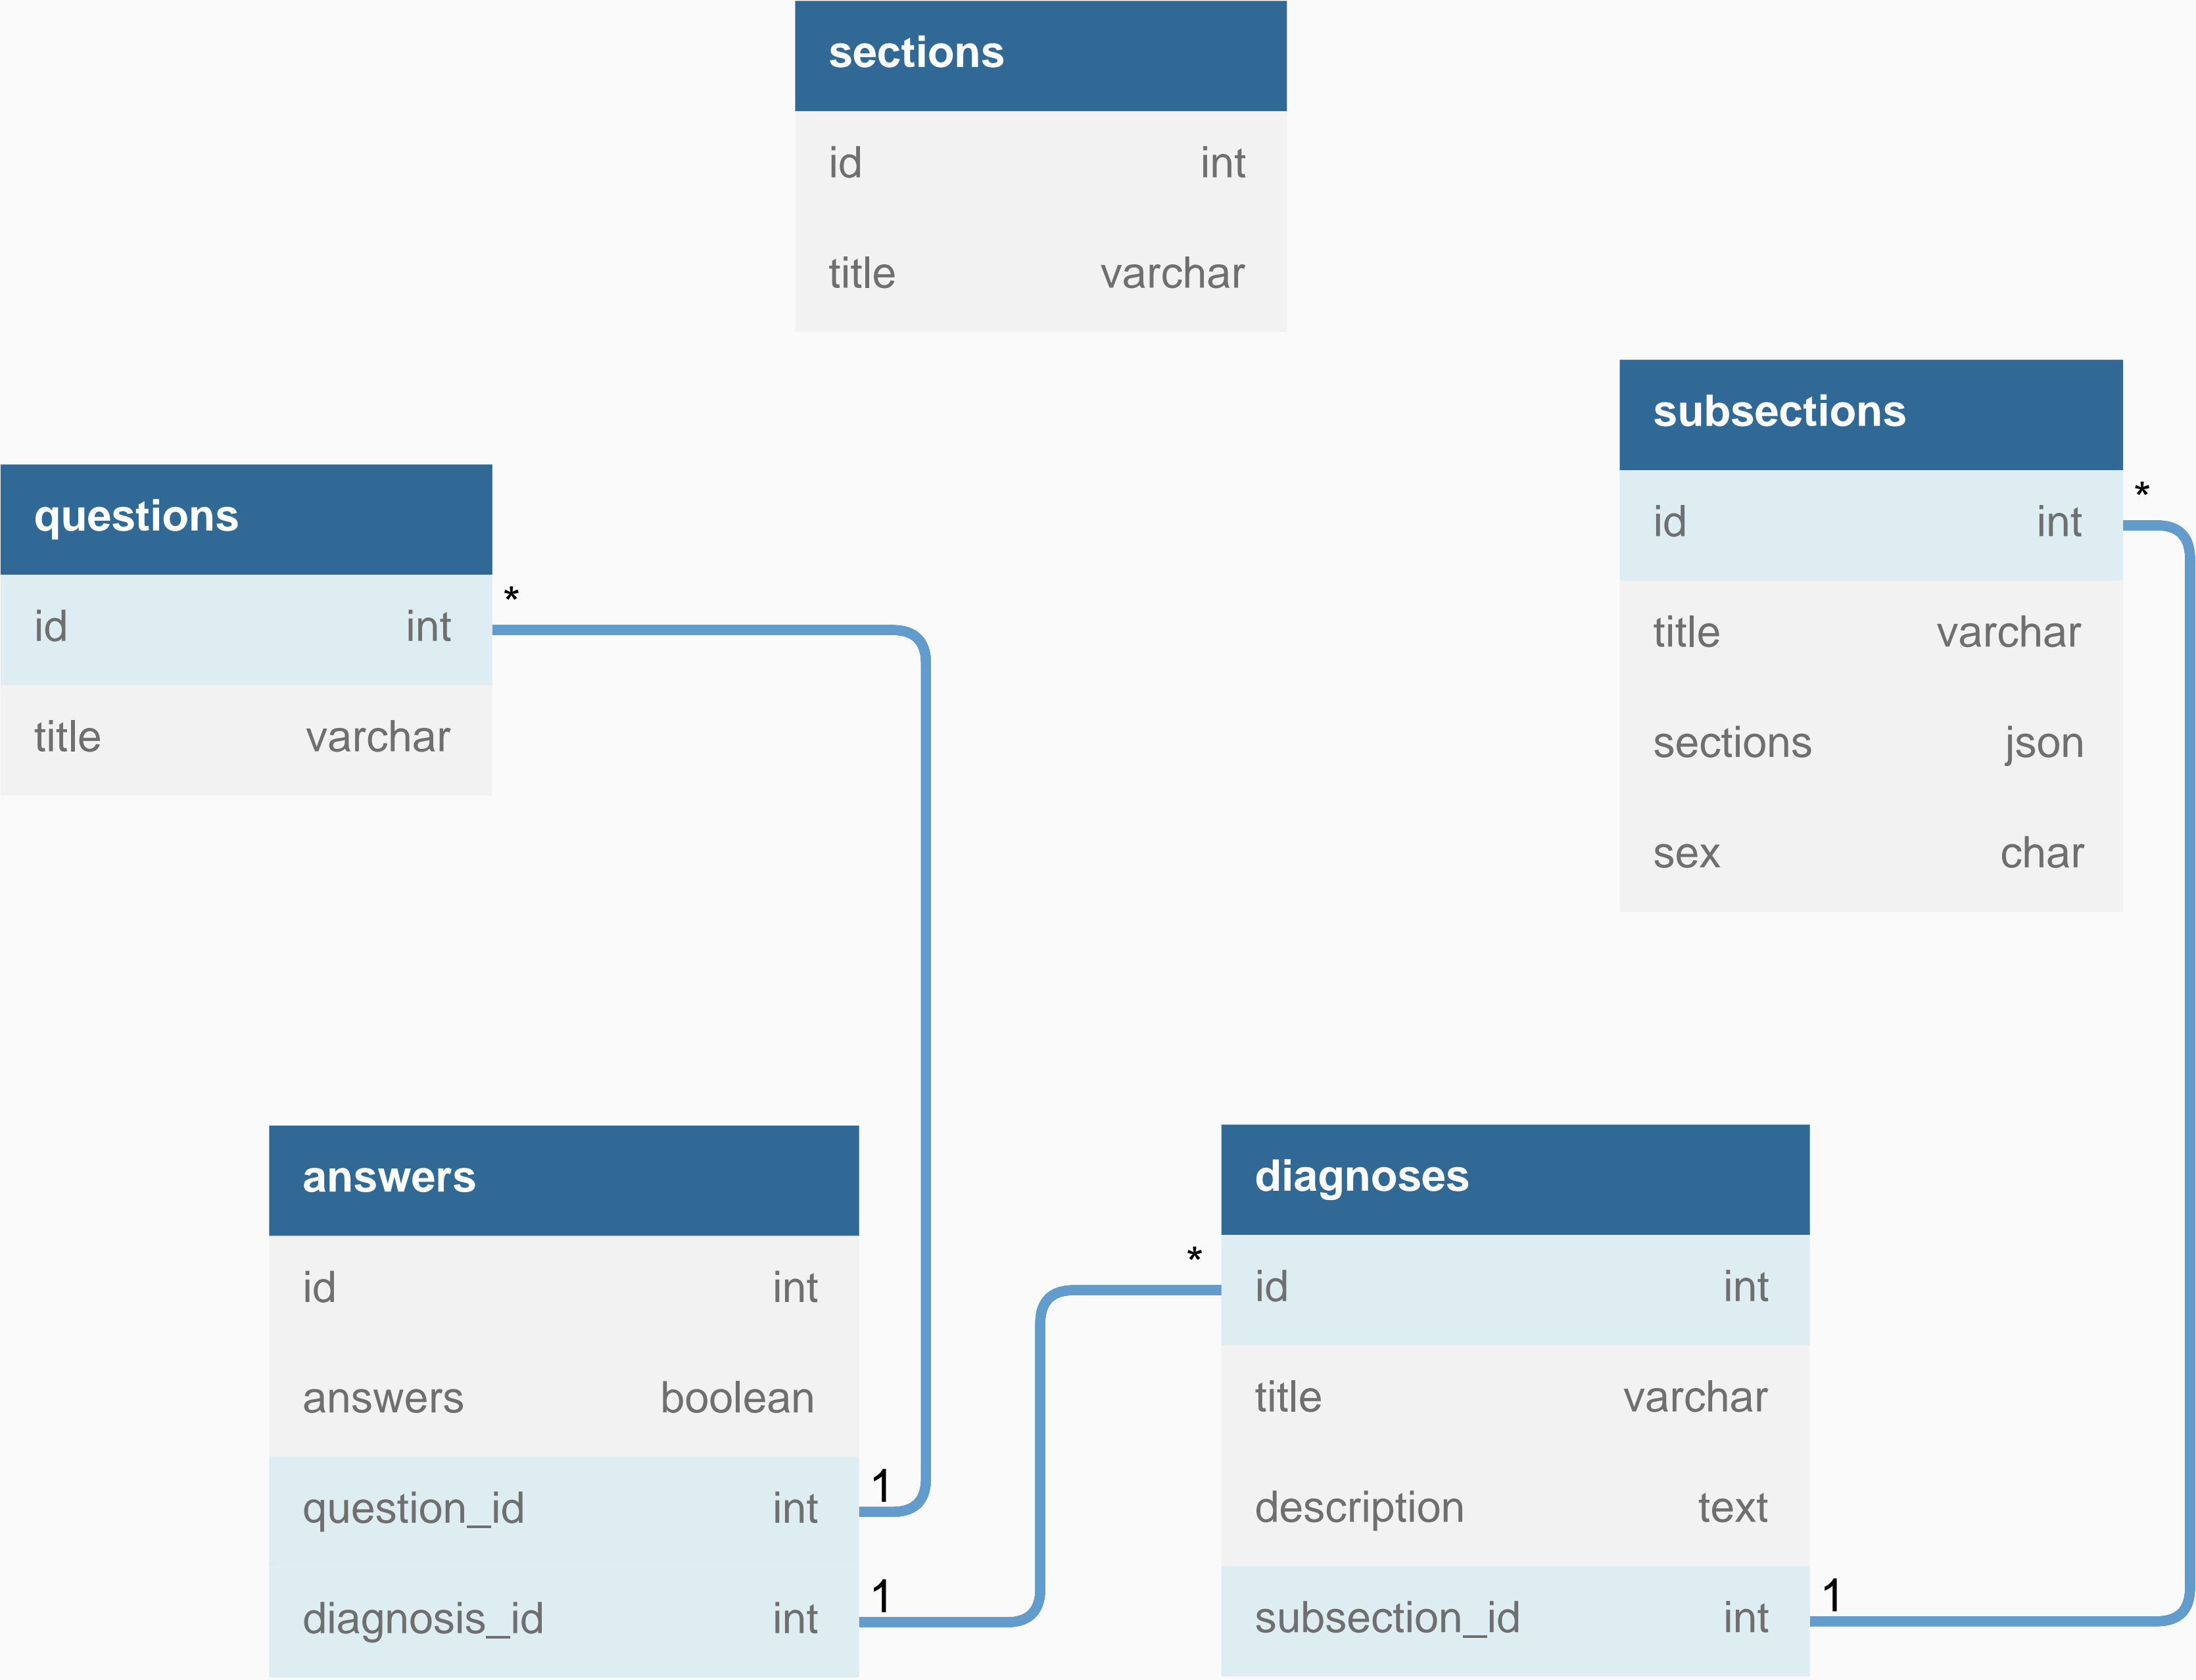 sections
id int
title varchar
subsections
id int
*
title varchar
sections json
sex char
questions
id int
*
title varchar
answers
id int
answers boolean
question_id int
1
diagnosis_id int
1
diagnoses
*
id int
title varchar
description text
subsection_id int
1